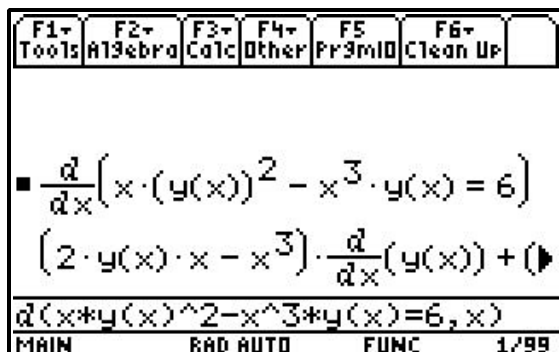 F1▾ F2▾ F3▾ F4▾ F5 F6▾
Tools Algebra Calc Other PrgmIO Clean Up
▪ d/dx(x·(y(x))² − x³·y(x) = 6)
(2·y(x)·x − x³)·d/dx(y(x)) + (▶
d(x*y(x)^2-x^3*y(x)=6,x)
MAIN RAD AUTO FUNC 1/99